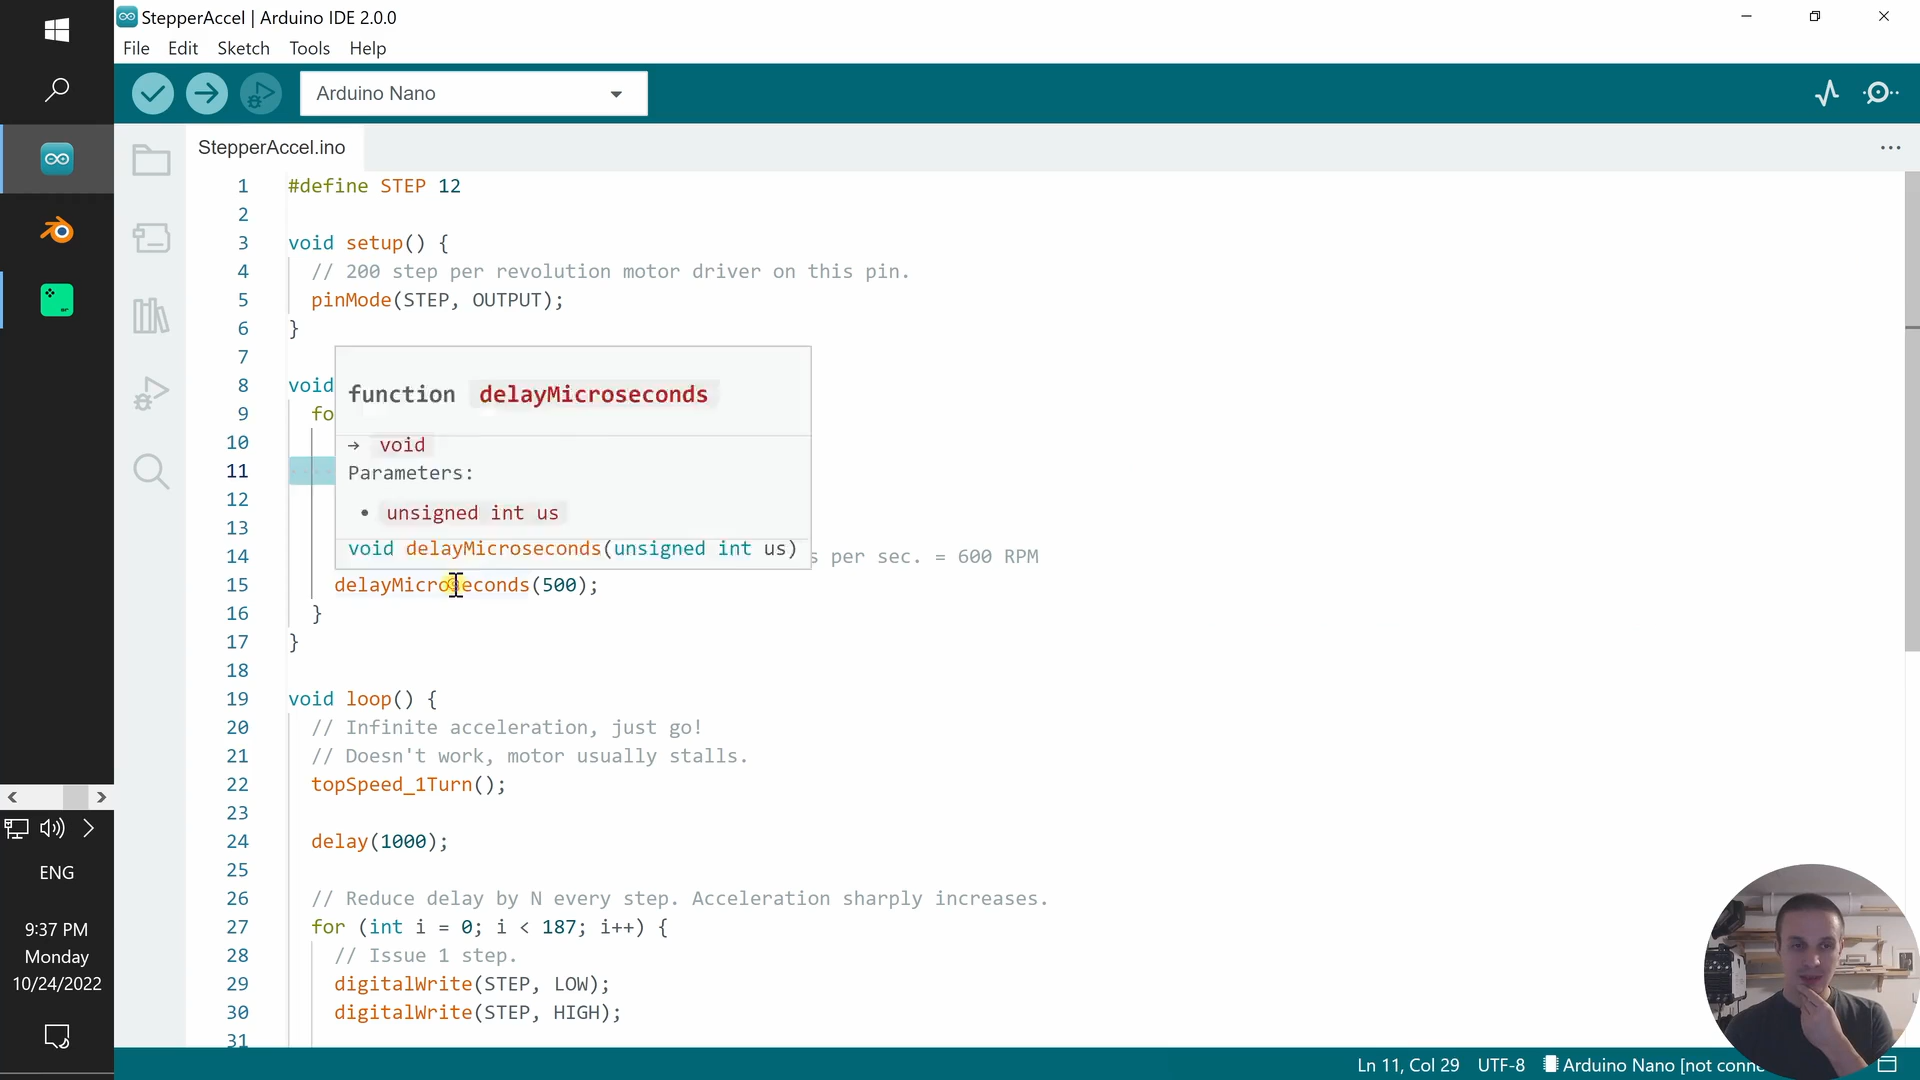 StepperAccel | Arduino IDE 2.0.0
File Edit Sketch Tools Help
Arduino Nano
StepperAccel.ino
1 #define STEP 12
2
3 void setup() {
4 // 200 step per revolution motor driver on this pin.
5 pinMode(STEP, OUTPUT);
6 }
7
8 void
9 fo
10
11
12
13
14 per sec. = 600 RPM
function delayMicroseconds
→ void
Parameters:
• unsigned int us
void delayMicroseconds(unsigned int us)
15 delayMicroseconds(500);
16 }
17 }
18
19 void loop() {
20 // Infinite acceleration, just go!
21 // Doesn't work, motor usually stalls.
22 topSpeed_1Turn();
23
24 delay(1000);
25
26 // Reduce delay by N every step. Acceleration sharply increases.
27 for (int i = 0; i < 187; i++) {
28 // Issue 1 step.
29 digitalWrite(STEP, LOW);
30 digitalWrite(STEP, HIGH);
31
ENG
9:37 PM
Monday
10/24/2022
Ln 11, Col 29 UTF-8 Arduino Nano [not conne